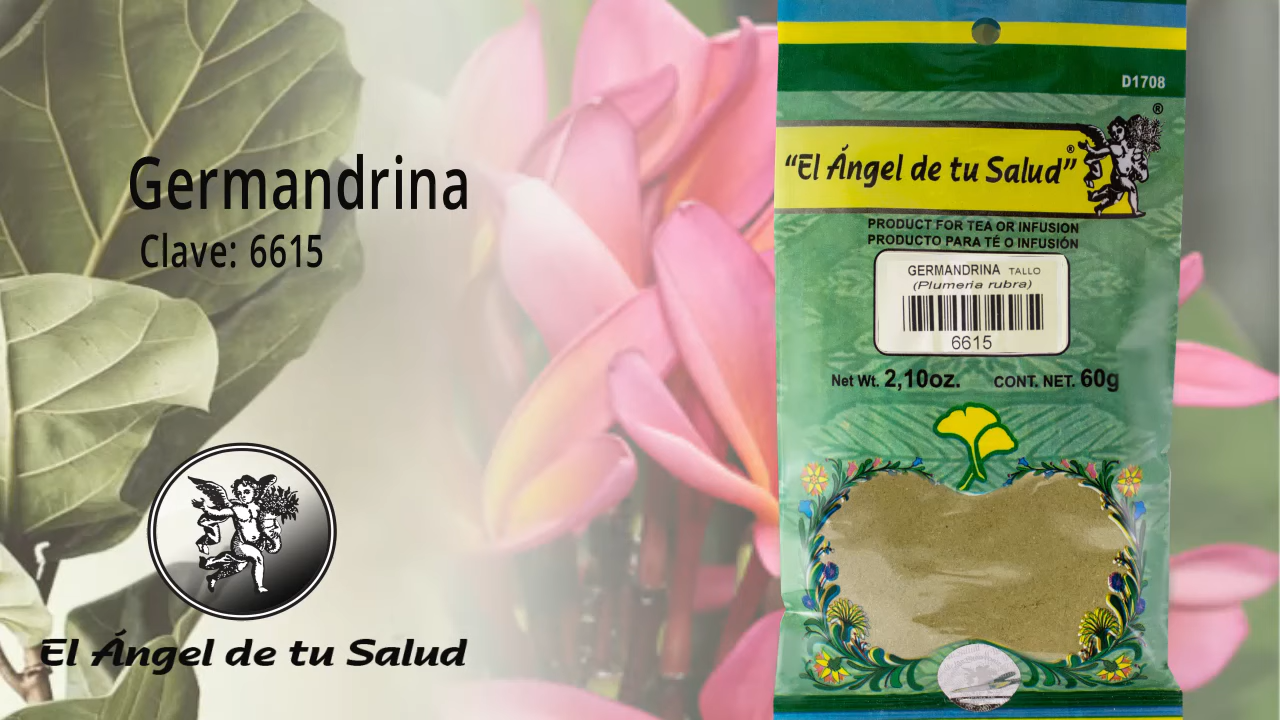 Germandrina
Clave: 6615
El Ángel de tu Salud
D1708
®
“El Ángel de tu Salud”®
PRODUCT FOR TEA OR INFUSION
PRODUCTO PARA TÉ O INFUSIÓN
GERMANDRINA TALLO
(Plumeria rubra)
6615
Net Wt. 2,10oz. CONT. NET. 60g